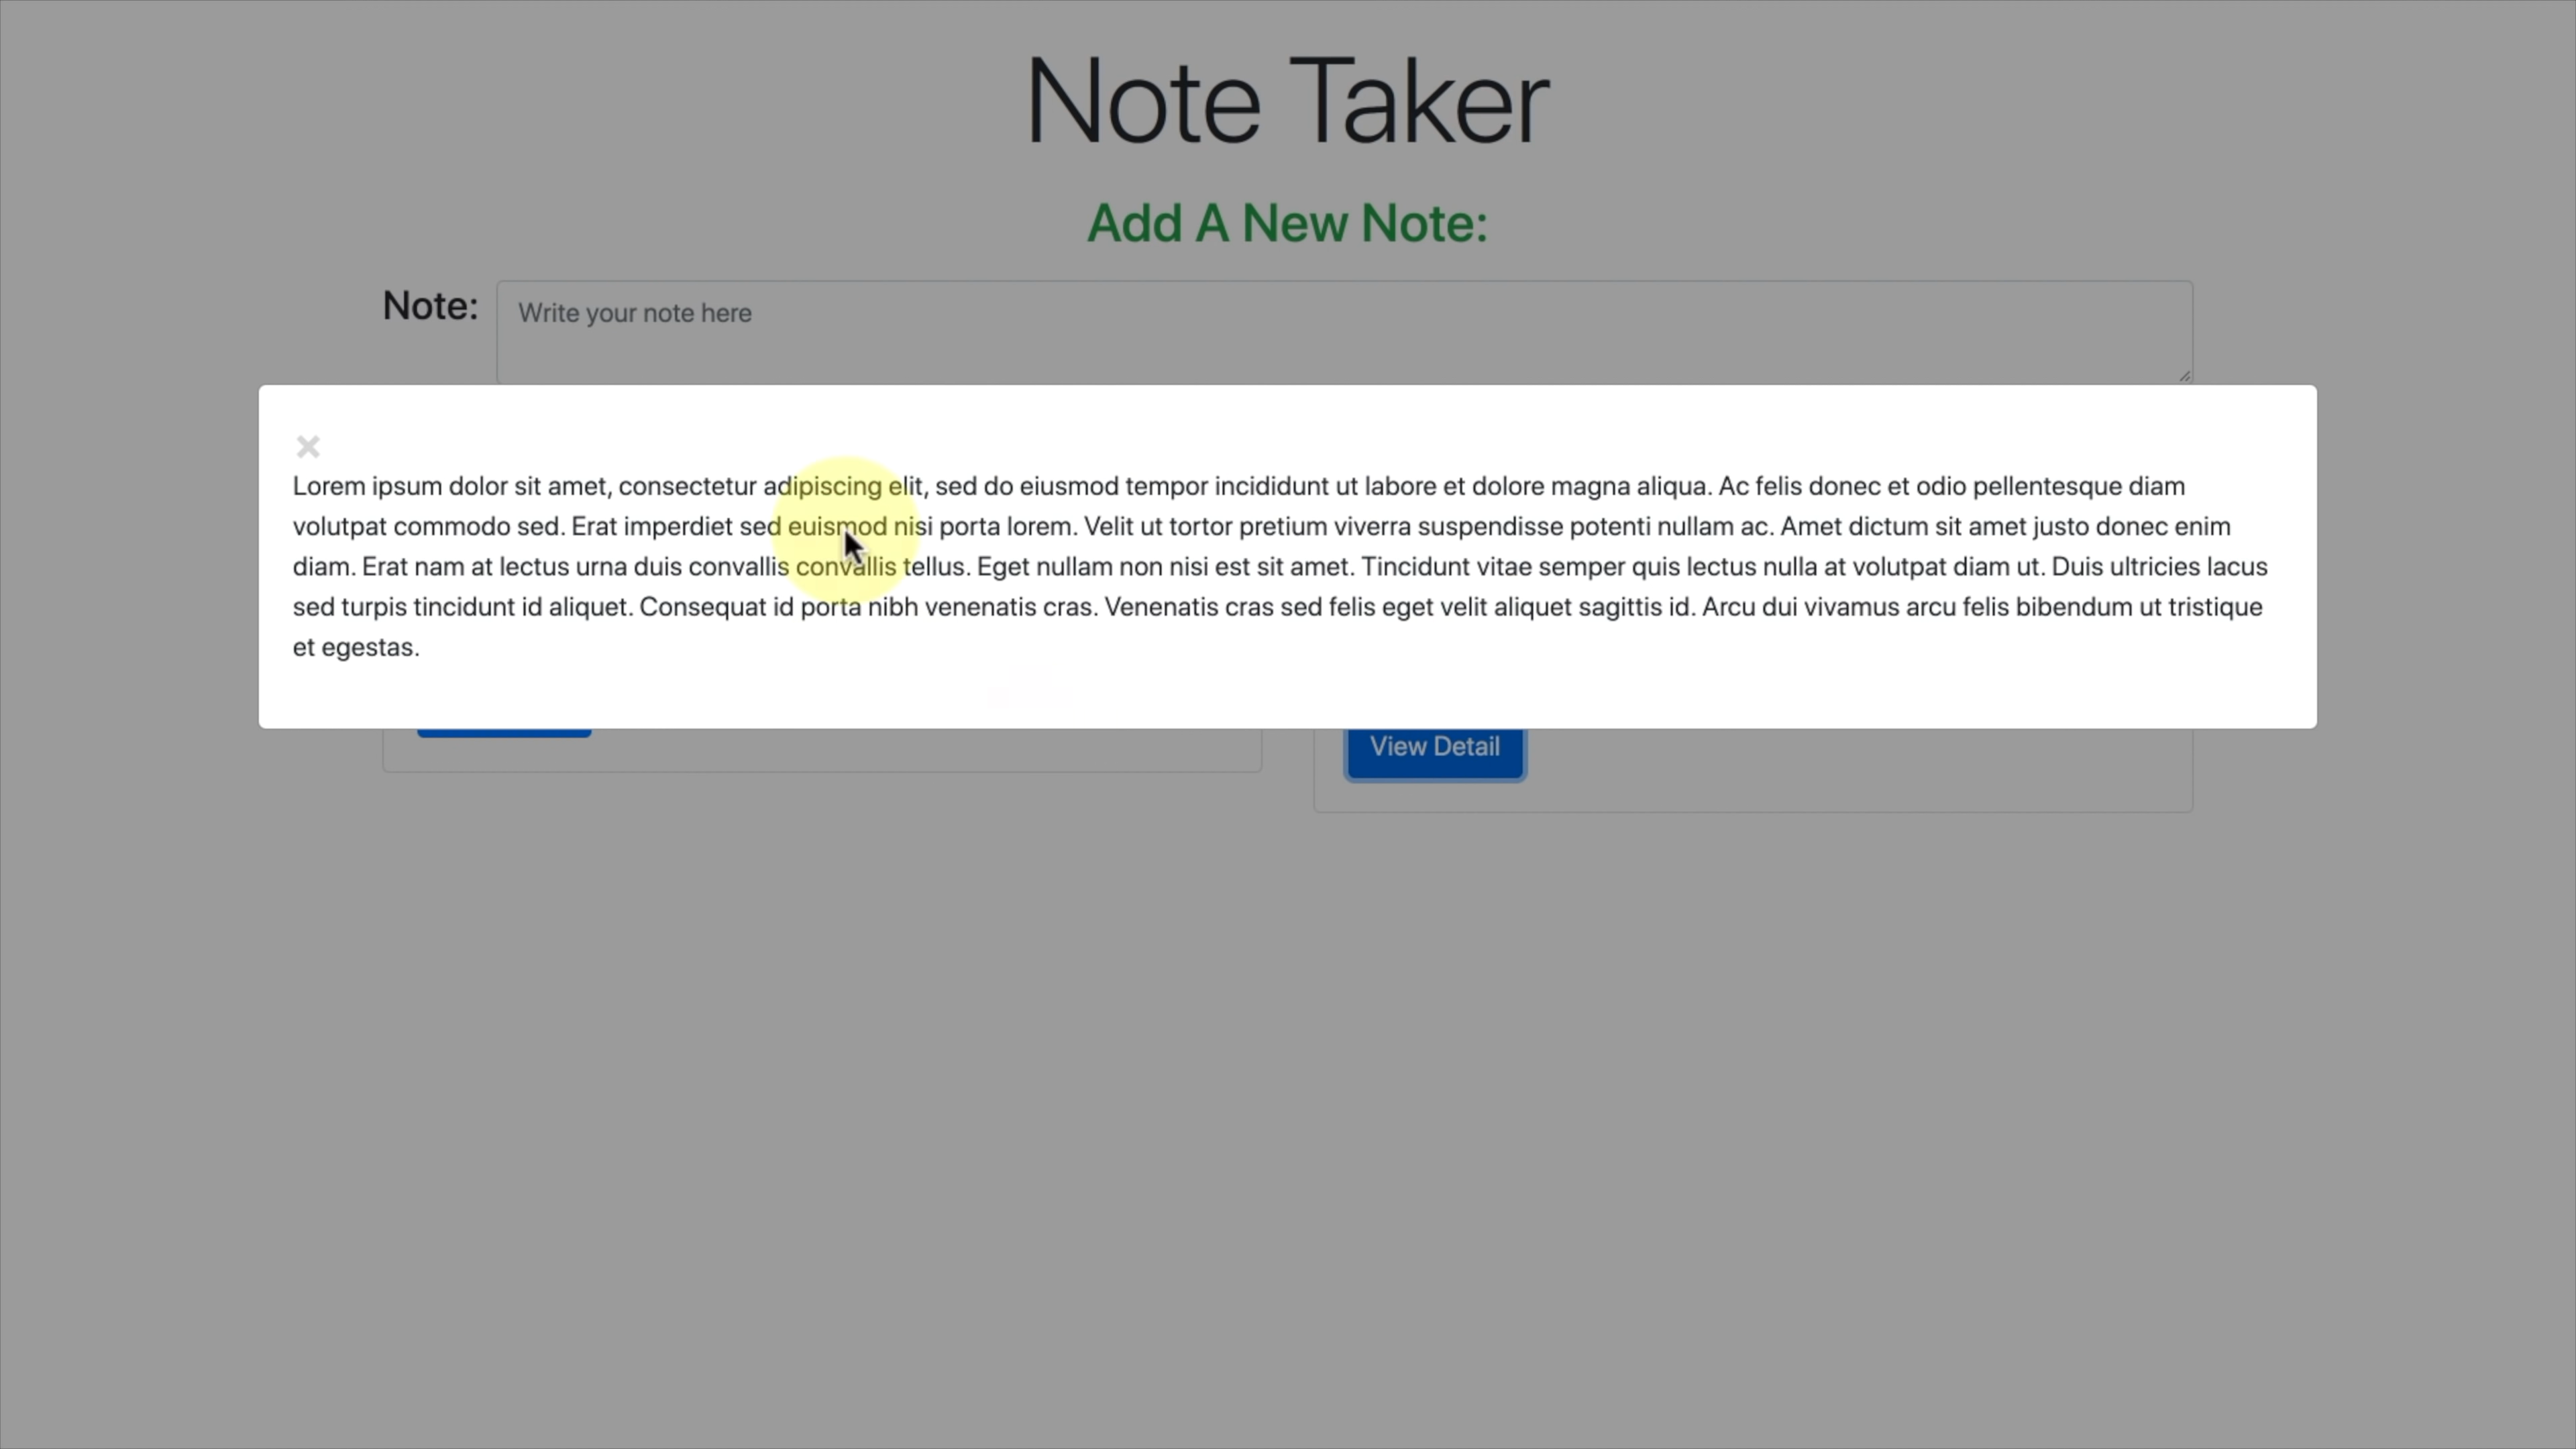 Note Taker
Add A New Note:
Note:
Write your note here
×
Lorem ipsum dolor sit amet, consectetur adipiscing elit, sed do eiusmod tempor incididunt ut labore et dolore magna aliqua. Ac felis donec et odio pellentesque diam
volutpat commodo sed. Erat imperdiet sed euismod nisi porta lorem. Velit ut tortor pretium viverra suspendisse potenti nullam ac. Amet dictum sit amet justo donec enim
diam. Erat nam at lectus urna duis convallis convallis tellus. Eget nullam non nisi est sit amet. Tincidunt vitae semper quis lectus nulla at volutpat diam ut. Duis ultricies lacus
sed turpis tincidunt id aliquet. Consequat id porta nibh venenatis cras. Venenatis cras sed felis eget velit aliquet sagittis id. Arcu dui vivamus arcu felis bibendum ut tristique
et egestas.
View Detail